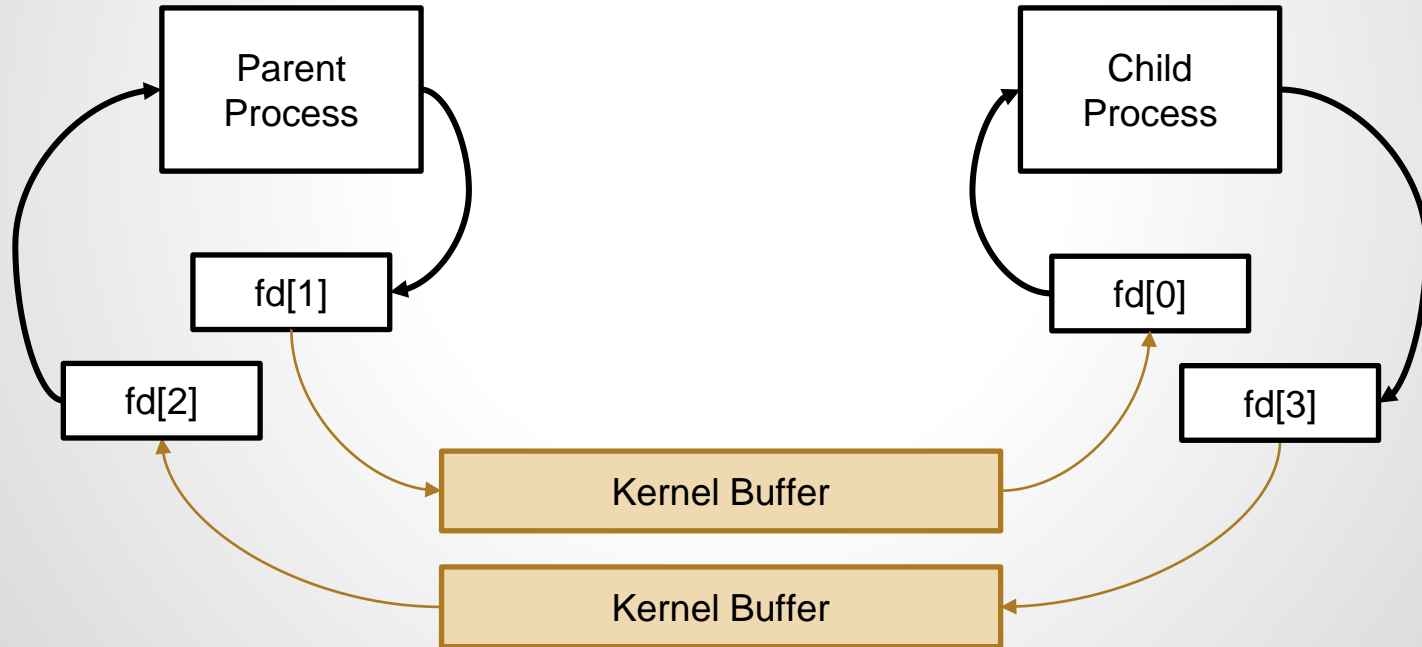 Parent
Process
Child
Process
fd[1]
fd[0]
fd[2]
fd[3]
Kernel Buffer
Kernel Buffer